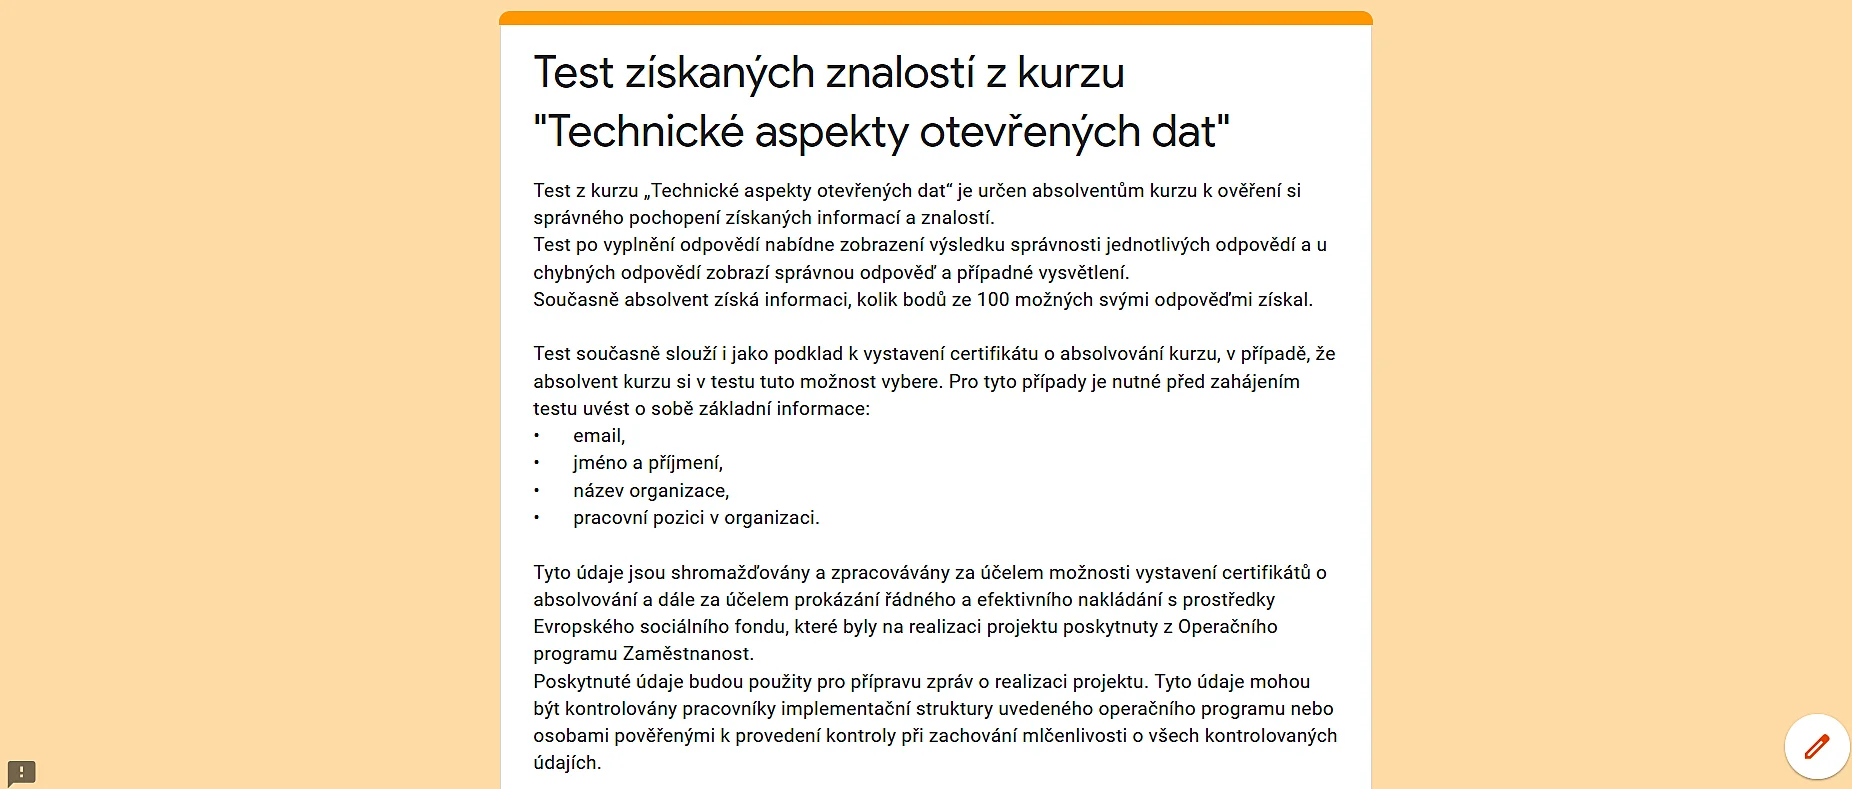 Test získaných znalostí z kurzu
"Technické aspekty otevřených dat"
Test z kurzu „Technické aspekty otevřených dat“ je určen absolventům kurzu k ověření si
správného pochopení získaných informací a znalostí.
Test po vyplnění odpovědí nabídne zobrazení výsledku správnosti jednotlivých odpovědí a u
chybných odpovědí zobrazí správnou odpověď a případné vysvětlení.
Současně absolvent získá informaci, kolik bodů ze 100 možných svými odpověďmi získal.
Test současně slouží i jako podklad k vystavení certifikátu o absolvování kurzu, v případě, že
absolvent kurzu si v testu tuto možnost vybere. Pro tyto případy je nutné před zahájením
testu uvést o sobě základní informace:
• email,
• jméno a příjmení,
• název organizace,
• pracovní pozici v organizaci.
Tyto údaje jsou shromažďovány a zpracovávány za účelem možnosti vystavení certifikátů o
absolvování a dále za účelem prokázání řádného a efektivního nakládání s prostředky
Evropského sociálního fondu, které byly na realizaci projektu poskytnuty z Operačního
programu Zaměstnanost.
Poskytnuté údaje budou použity pro přípravu zpráv o realizaci projektu. Tyto údaje mohou
být kontrolovány pracovníky implementační struktury uvedeného operačního programu nebo
osobami pověřenými k provedení kontroly při zachování mlčenlivosti o všech kontrolovaných
údajích.